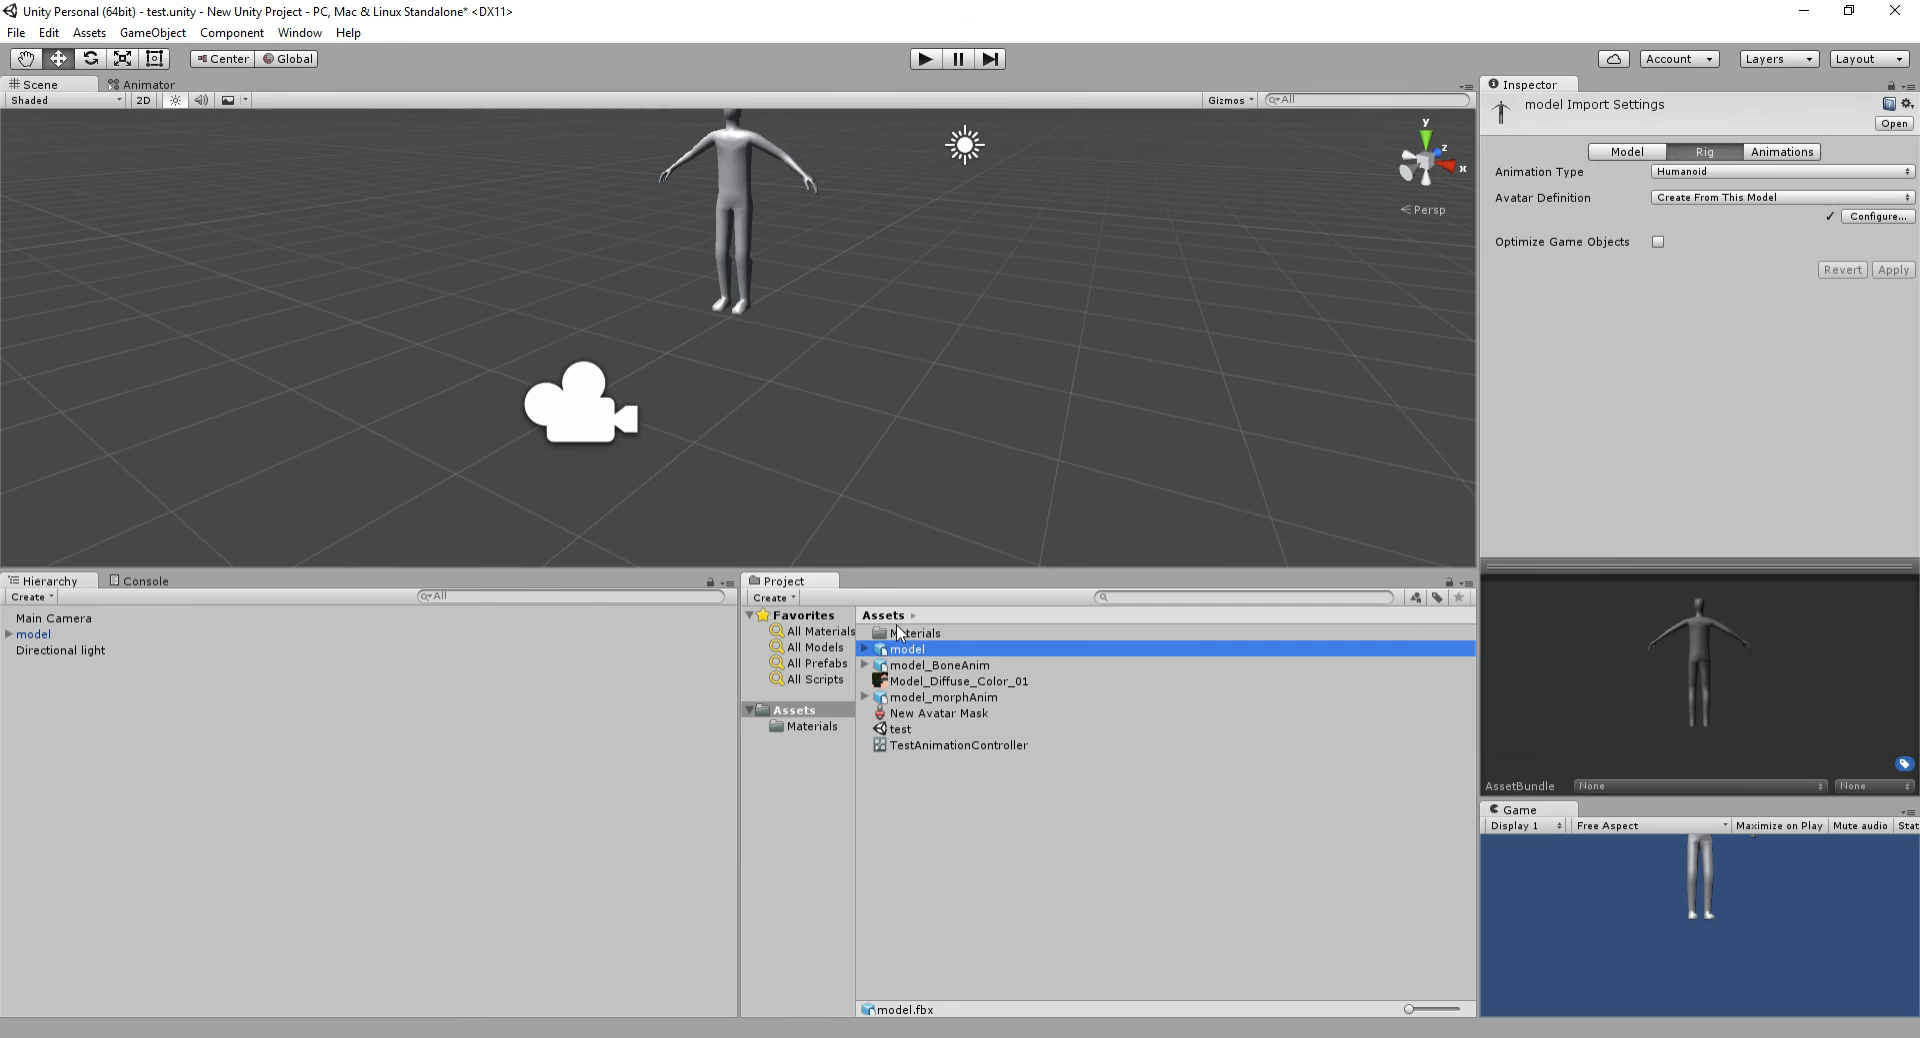 Unity Personal (64bit) - test.unity - New Unity Project - PC, Mac & Linux Standalone* <DX11>
File Edit Assets GameObject Component Window Help
Center Global Account Layers Layout
Scene Animator
Shaded 2D Gizmos All
y
z
x
Persp
Inspector
model Import Settings
Open
Model Rig Animations
Animation Type Humanoid
Avatar Definition Create From This Model
✓ Configure...
Optimize Game Objects
Revert Apply
Hierarchy Console
Create All
Main Camera
model
Directional light
Project
Create
Favorites
All Materials
All Models
All Prefabs
All Scripts
Assets
Materials
Assets
Materials
model
model_BoneAnim
Model_Diffuse_Color_01
model_morphAnim
New Avatar Mask
test
TestAnimationController
model.fbx
AssetBundle None None
Game
Display 1 Free Aspect Maximize on Play Mute audio Stat